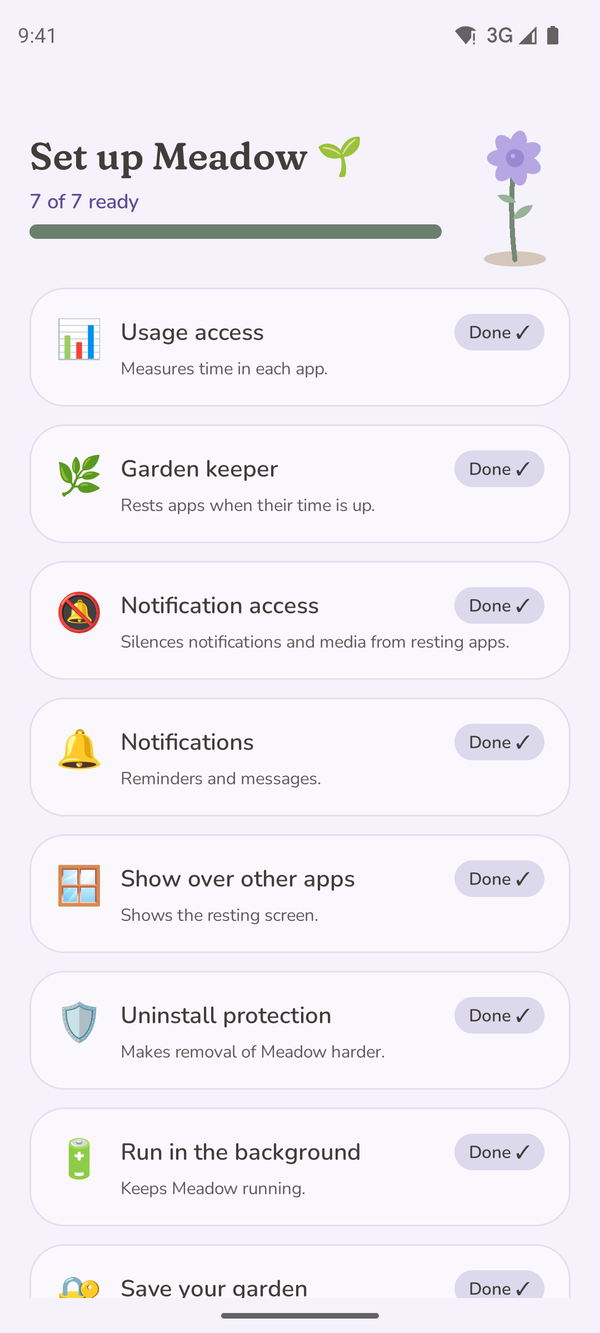 9:41
3G
Set up Meadow 🌱
7 of 7 ready
Usage access
Done ✓
Measures time in each app.
Garden keeper
Done ✓
Rests apps when their time is up.
Notification access
Done ✓
Silences notifications and media from resting apps.
Notifications
Done ✓
Reminders and messages.
Show over other apps
Done ✓
Shows the resting screen.
Uninstall protection
Done ✓
Makes removal of Meadow harder.
Run in the background
Done ✓
Keeps Meadow running.
Save your garden
Done ✓